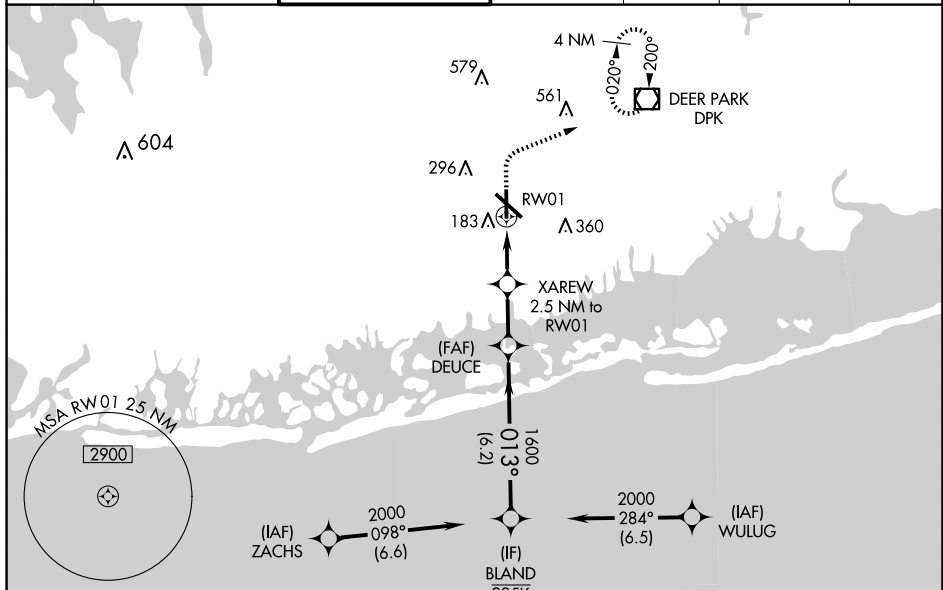 4 NM
020°
200°
DEER PARK
DPK
579
561
604
296
RW01
183
360
XAREW
2.5 NM to
RW01
(FAF)
DEUCE
MSA RW01 25 NM
2900
1600
013°
(6.2)
(IAF)
ZACHS
2000
098°
(6.6)
(IF)
BLAND
2000
284°
(6.5)
(IAF)
WULUG